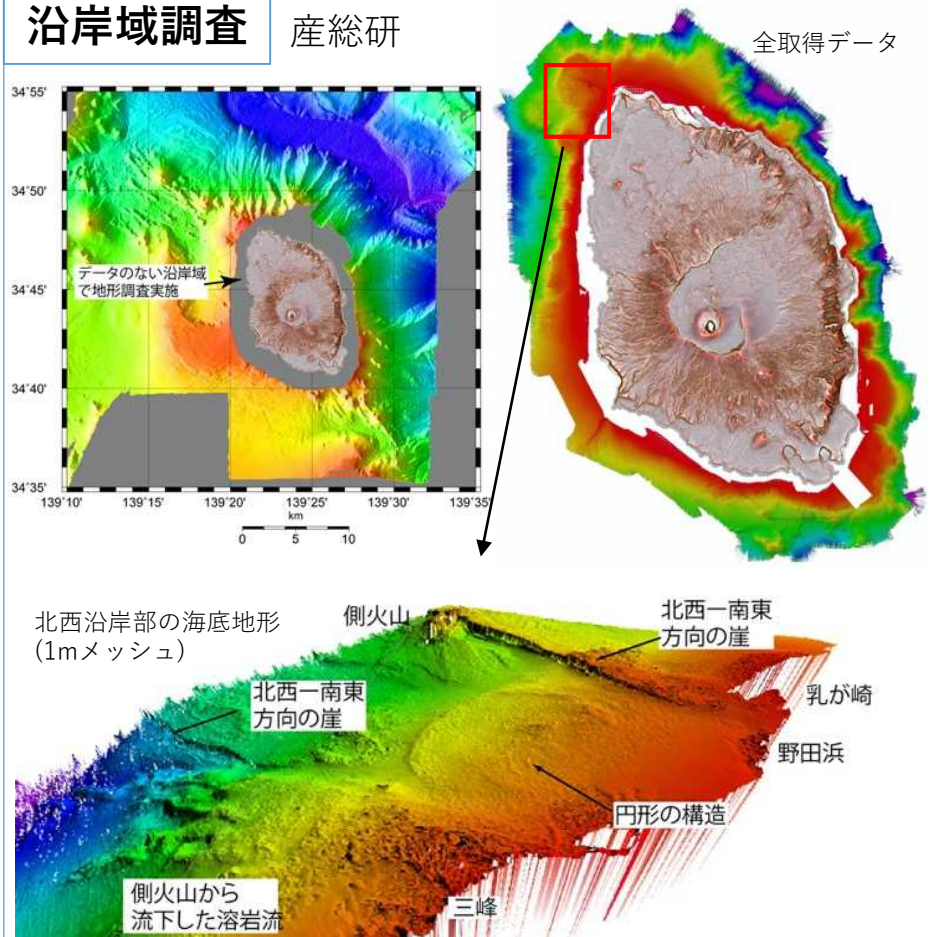 沿岸域調査
産総研
全取得データ
34°55'
34°50'
34°45'
34°40'
34°35'
データのない沿岸域
で地形調査実施
139°10'
139°15'
139°20'
139°25'
139°30'
139°35'
km
0
5
10
北西沿岸部の海底地形
(1mメッシュ)
側火山
北西ー南東
方向の崖
北西ー南東
方向の崖
乳が崎
野田浜
円形の構造
側火山から
流下した溶岩流
三峰